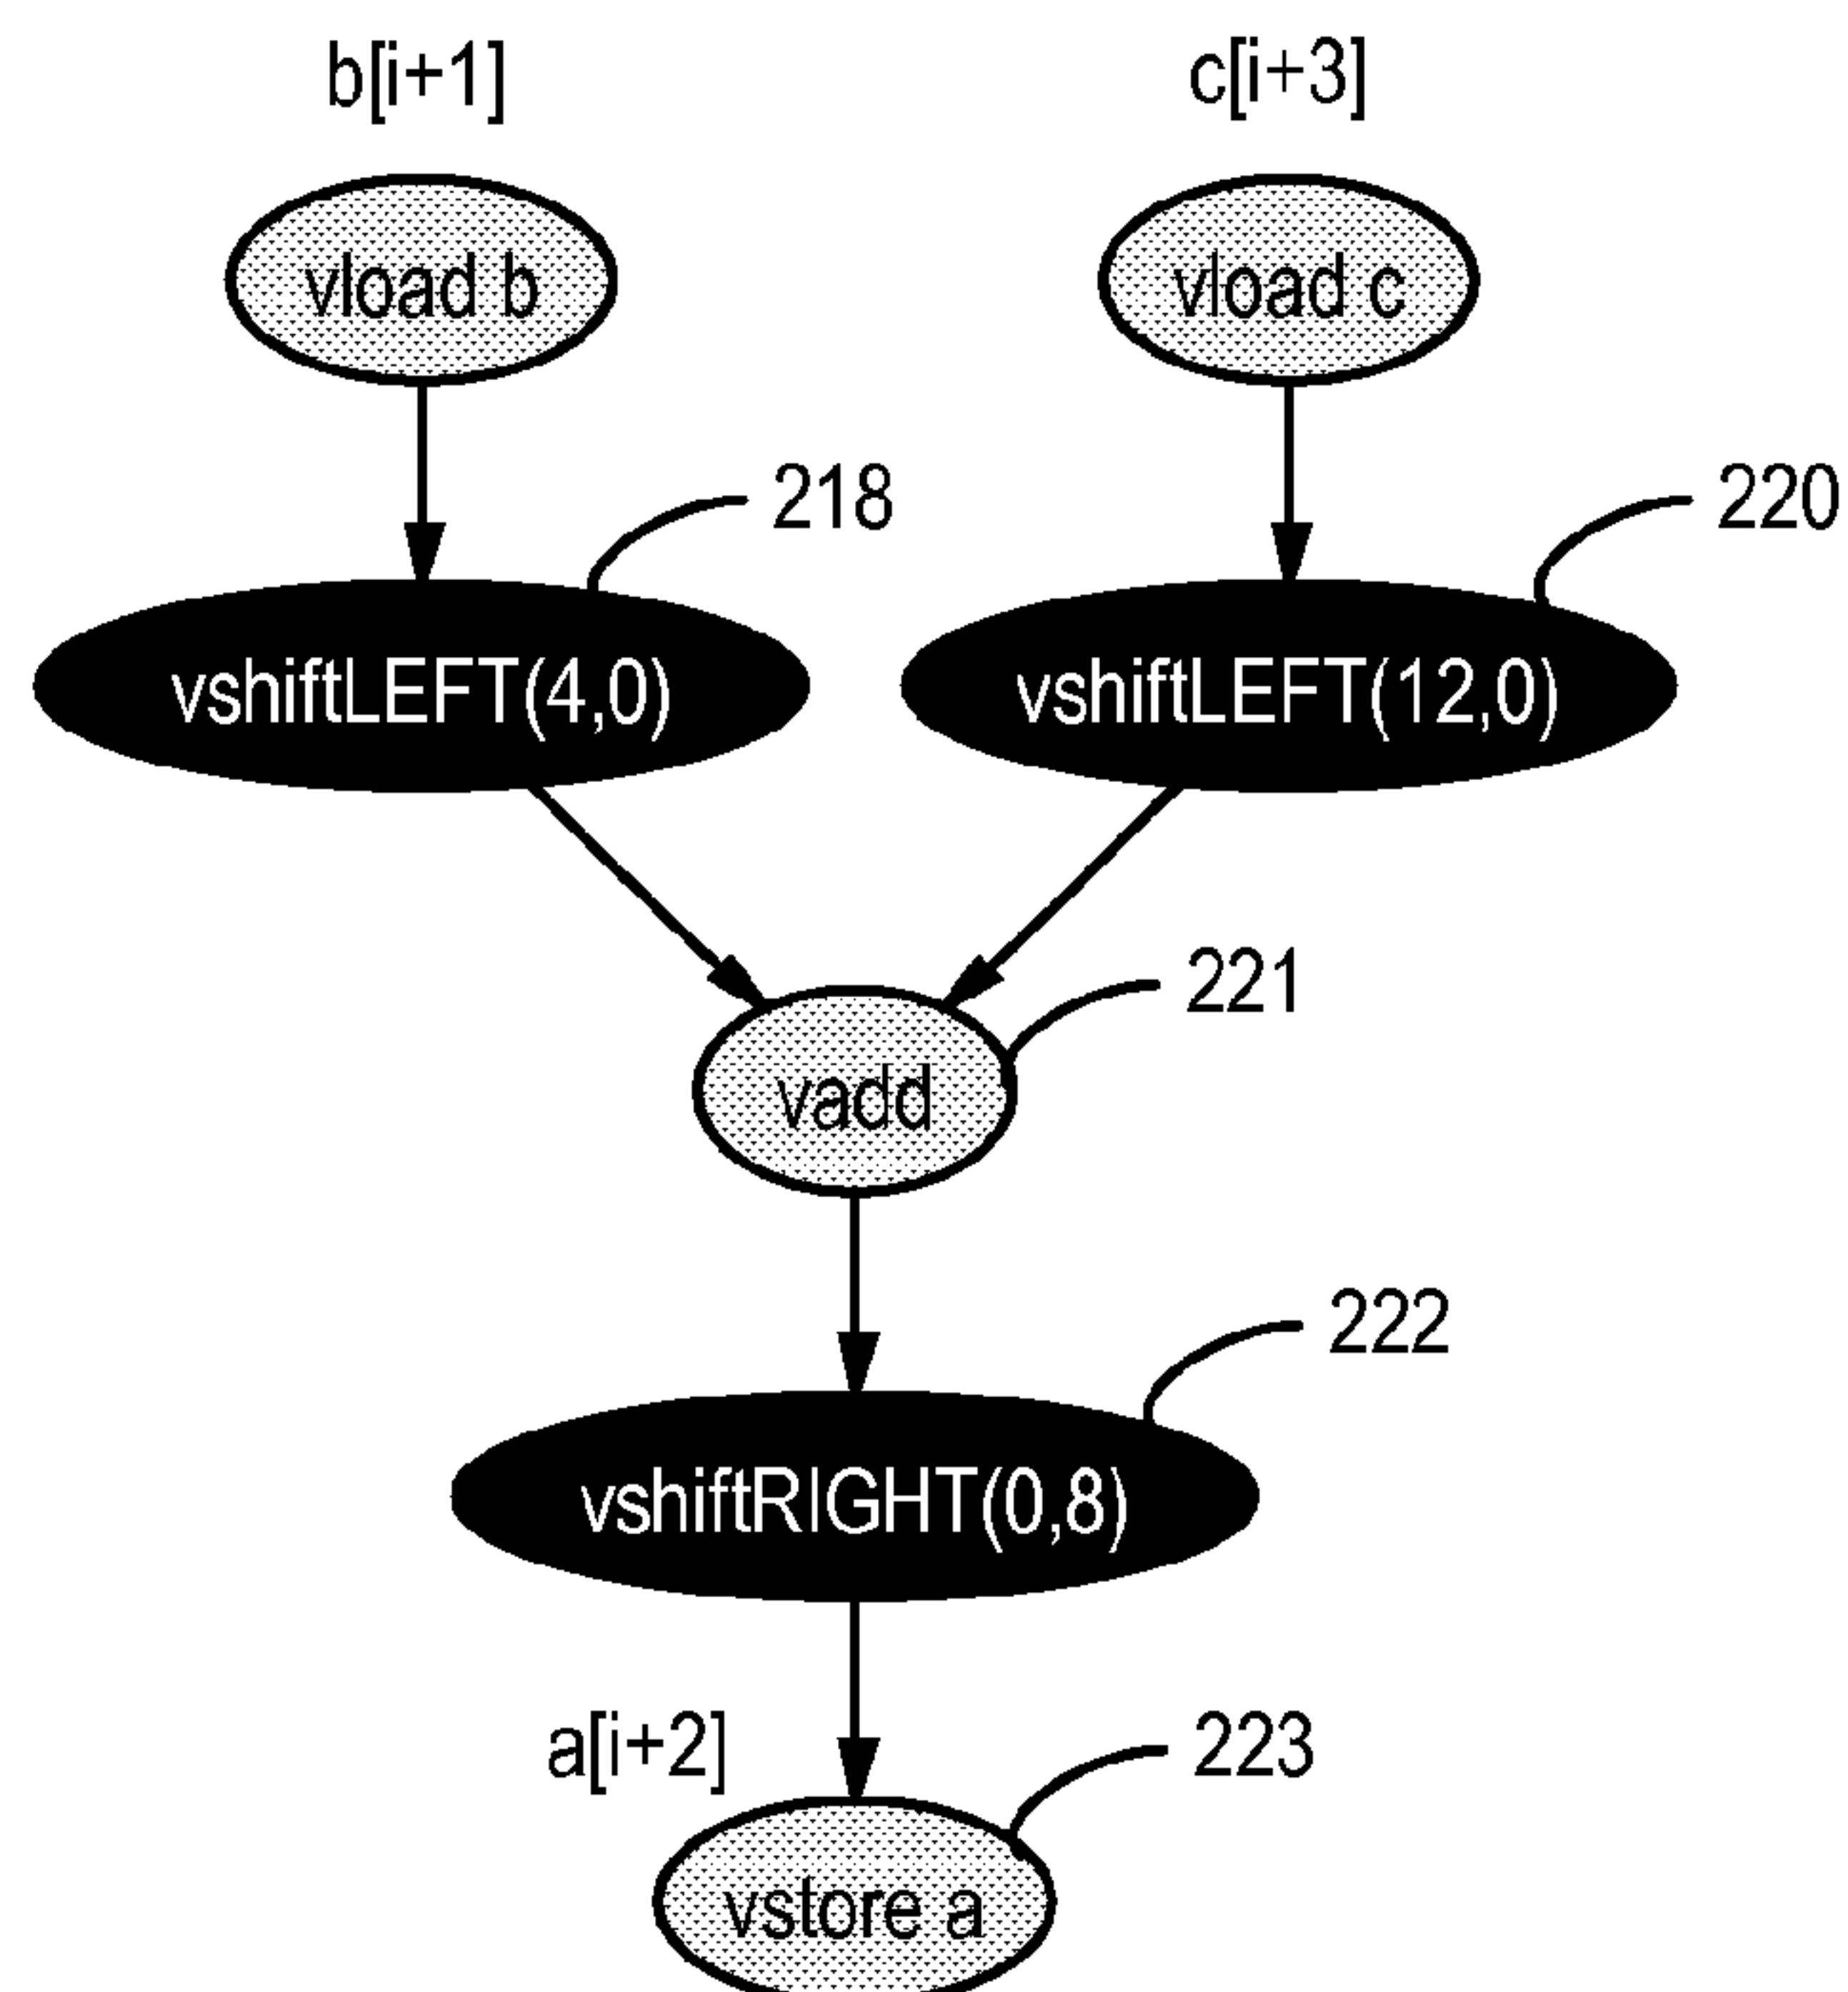 b[i+1]
c[i+3]
vload b
vload c
218
220
vshiftLEFT(4,0)
vshiftLEFT(12,0)
221
vadd
222
vshiftRIGHT(0,8)
a[i+2]
223
vstore a